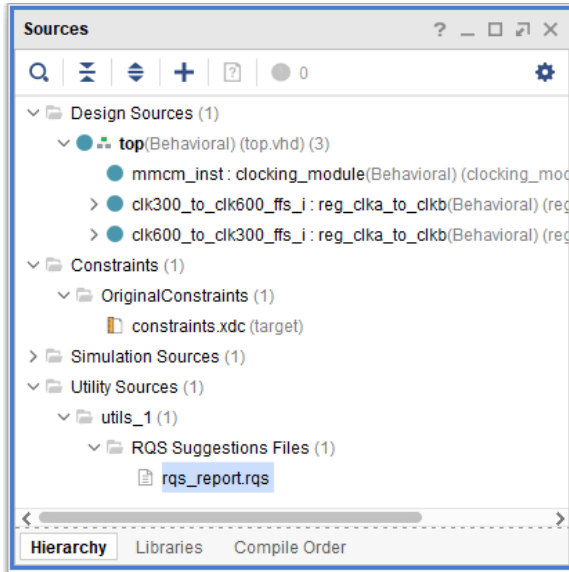 Sources
0
Design Sources (1)
top(Behavioral) (top.vhd) (3)
mmcm_inst : clocking_module(Behavioral) (clocking_mod
clk300_to_clk600_ffs_i : reg_clka_to_clkb(Behavioral) (reg
clk600_to_clk300_ffs_i : reg_clka_to_clkb(Behavioral) (reg
Constraints (1)
OriginalConstraints (1)
constraints.xdc (target)
Simulation Sources (1)
Utility Sources (1)
utils_1 (1)
RQS Suggestions Files (1)
rqs_report.rqs
Hierarchy Libraries Compile Order